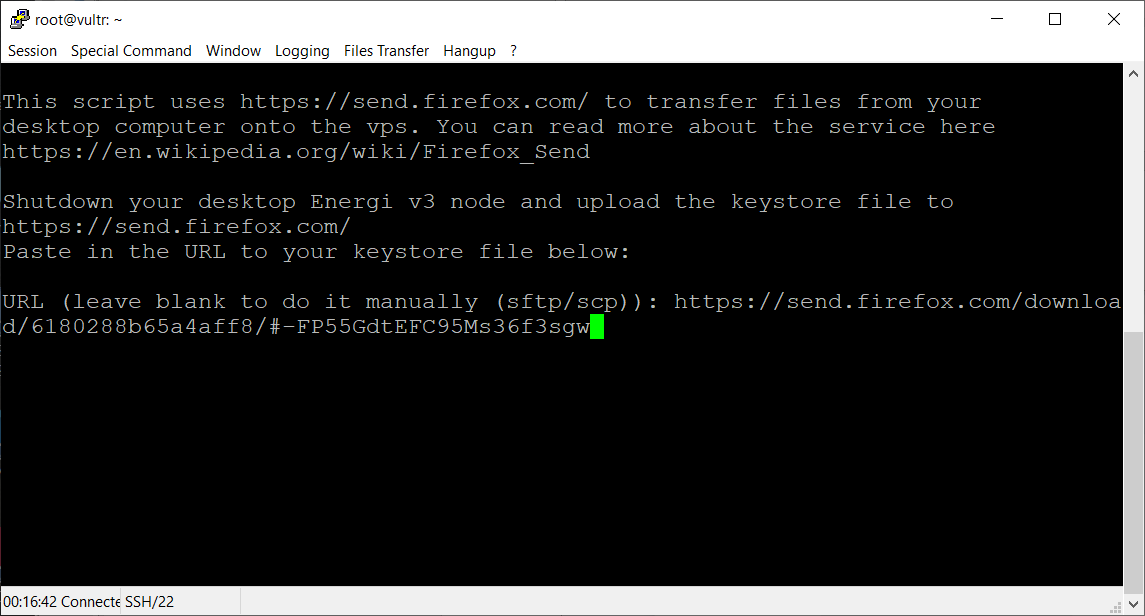 root@vultr: ~
Session Special Command Window Logging Files Transfer Hangup ?
This script uses https://send.firefox.com/ to transfer files from your
desktop computer onto the vps. You can read more about the service here
https://en.wikipedia.org/wiki/Firefox_Send
Shutdown your desktop Energi v3 node and upload the keystore file to
https://send.firefox.com/
Paste in the URL to your keystore file below:
URL (leave blank to do it manually (sftp/scp)): https://send.firefox.com/downloa
d/6180288b65a4aff8/#-FP55GdtEFC95Ms36f3sgw
00:16:42 Connecte SSH/22